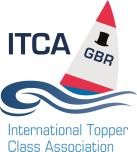 ITCA
GBR
International Topper
Class Association